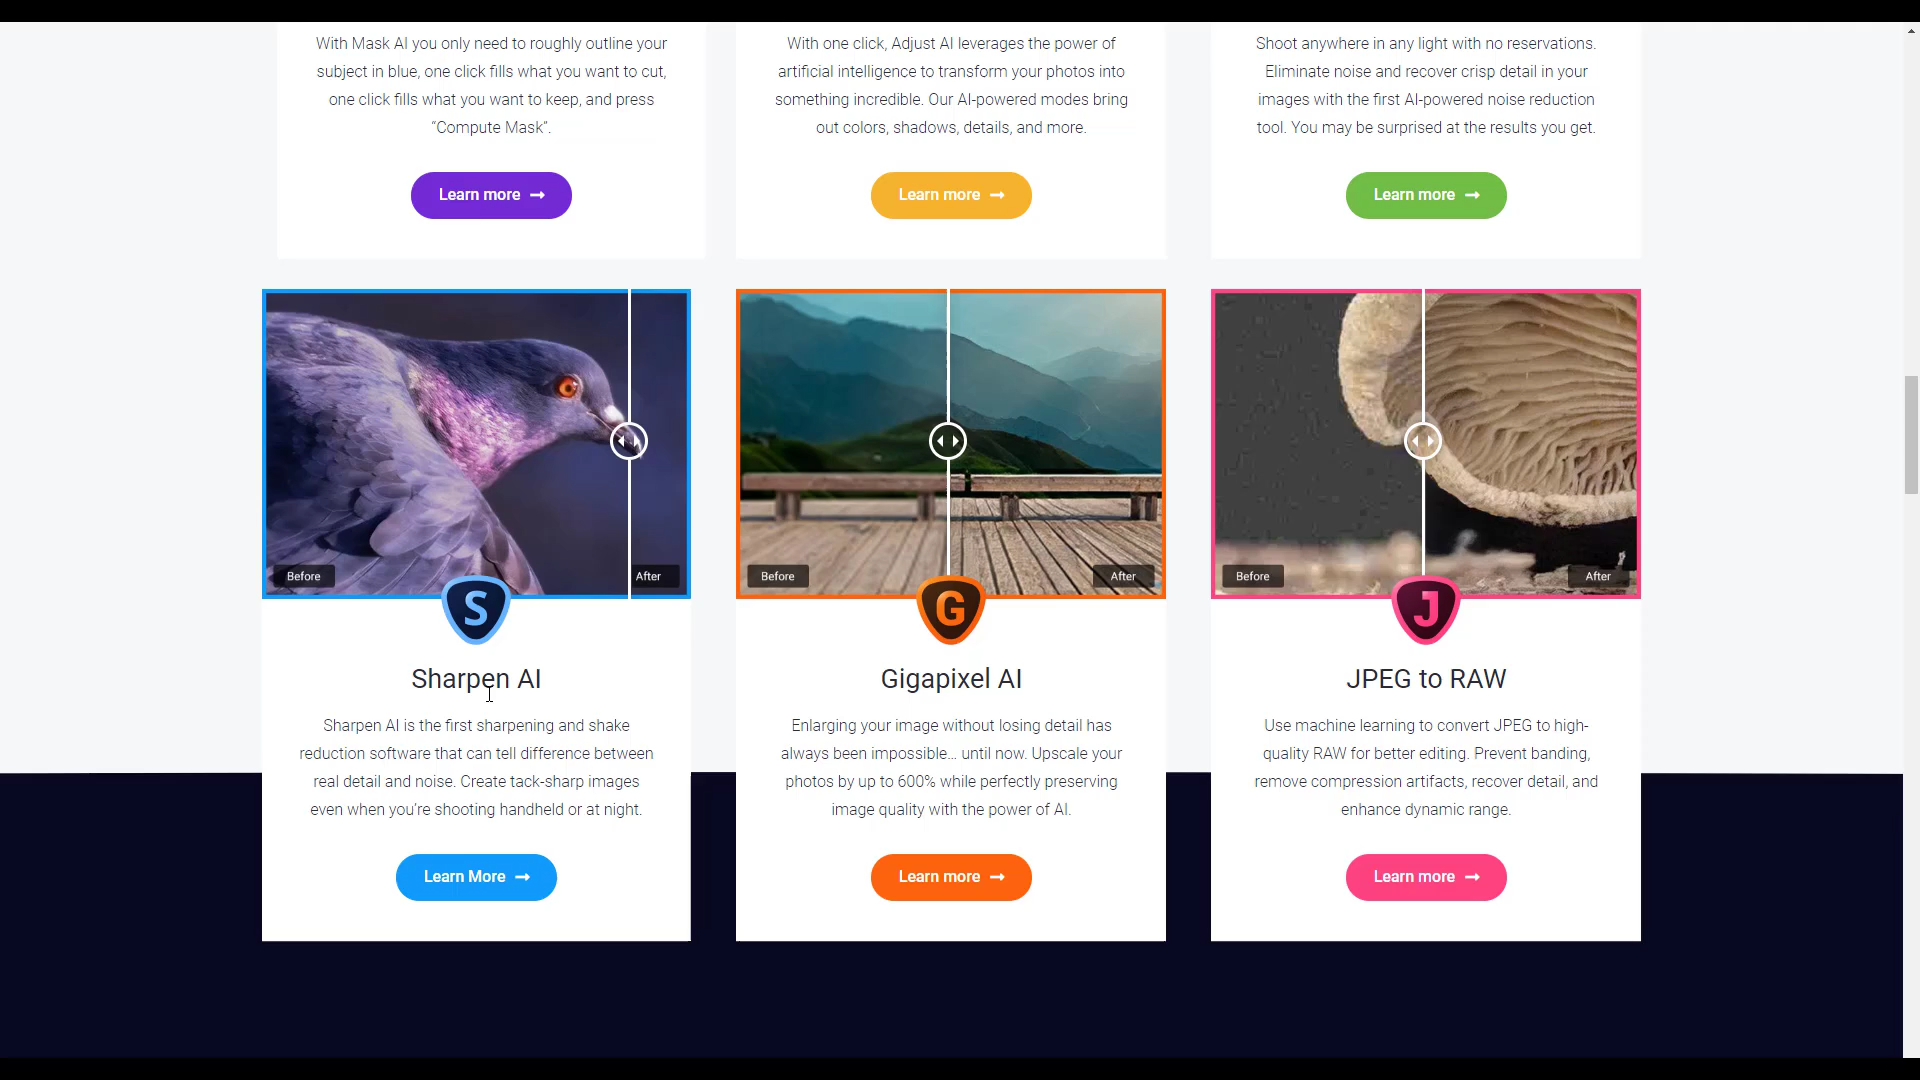 With Mask AI you only need to roughly outline your
subject in blue, one click fills what you want to cut,
one click fills what you want to keep, and press
“Compute Mask”.
Learn more
With one click, Adjust AI leverages the power of
artificial intelligence to transform your photos into
something incredible. Our AI-powered modes bring
out colors, shadows, details, and more.
Learn more
Shoot anywhere in any light with no reservations.
Eliminate noise and recover crisp detail in your
images with the first AI-powered noise reduction
tool. You may be surprised at the results you get.
Learn more
Before
After
S
Sharpen AI
Sharpen AI is the first sharpening and shake
reduction software that can tell difference between
real detail and noise. Create tack-sharp images
even when you’re shooting handheld or at night.
Learn More
Before
After
G
Gigapixel AI
Enlarging your image without losing detail has
always been impossible… until now. Upscale your
photos by up to 600% while perfectly preserving
image quality with the power of AI.
Learn more
Before
After
J
JPEG to RAW
Use machine learning to convert JPEG to high-
quality RAW for better editing. Prevent banding,
remove compression artifacts, recover detail, and
enhance dynamic range.
Learn more